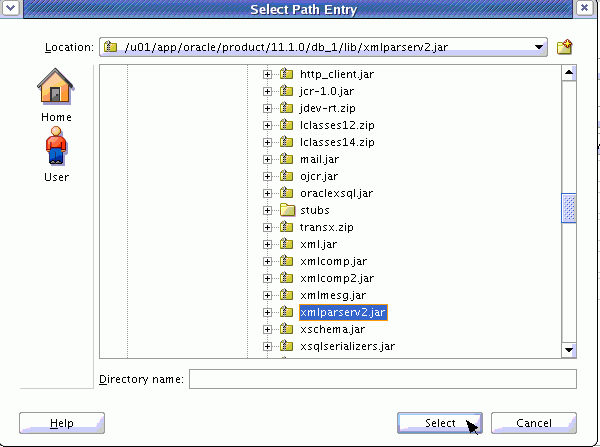 Select Path Entry
Location: /u01/app/oracle/product/11.1.0/db_1/lib/xmlparserv2.jar
Home
User
http_client.jar
jcr-1.0.jar
jdev-rt.zip
lclasses12.zip
lclasses14.zip
mail.jar
ojcr.jar
oraclexsql.jar
stubs
transx.zip
xml.jar
xmlcomp.jar
xmlcomp2.jar
xmlmesg.jar
xmlparserv2.jar
xschema.jar
xsqlserializers.jar
Directory name:
Help
Select
Cancel